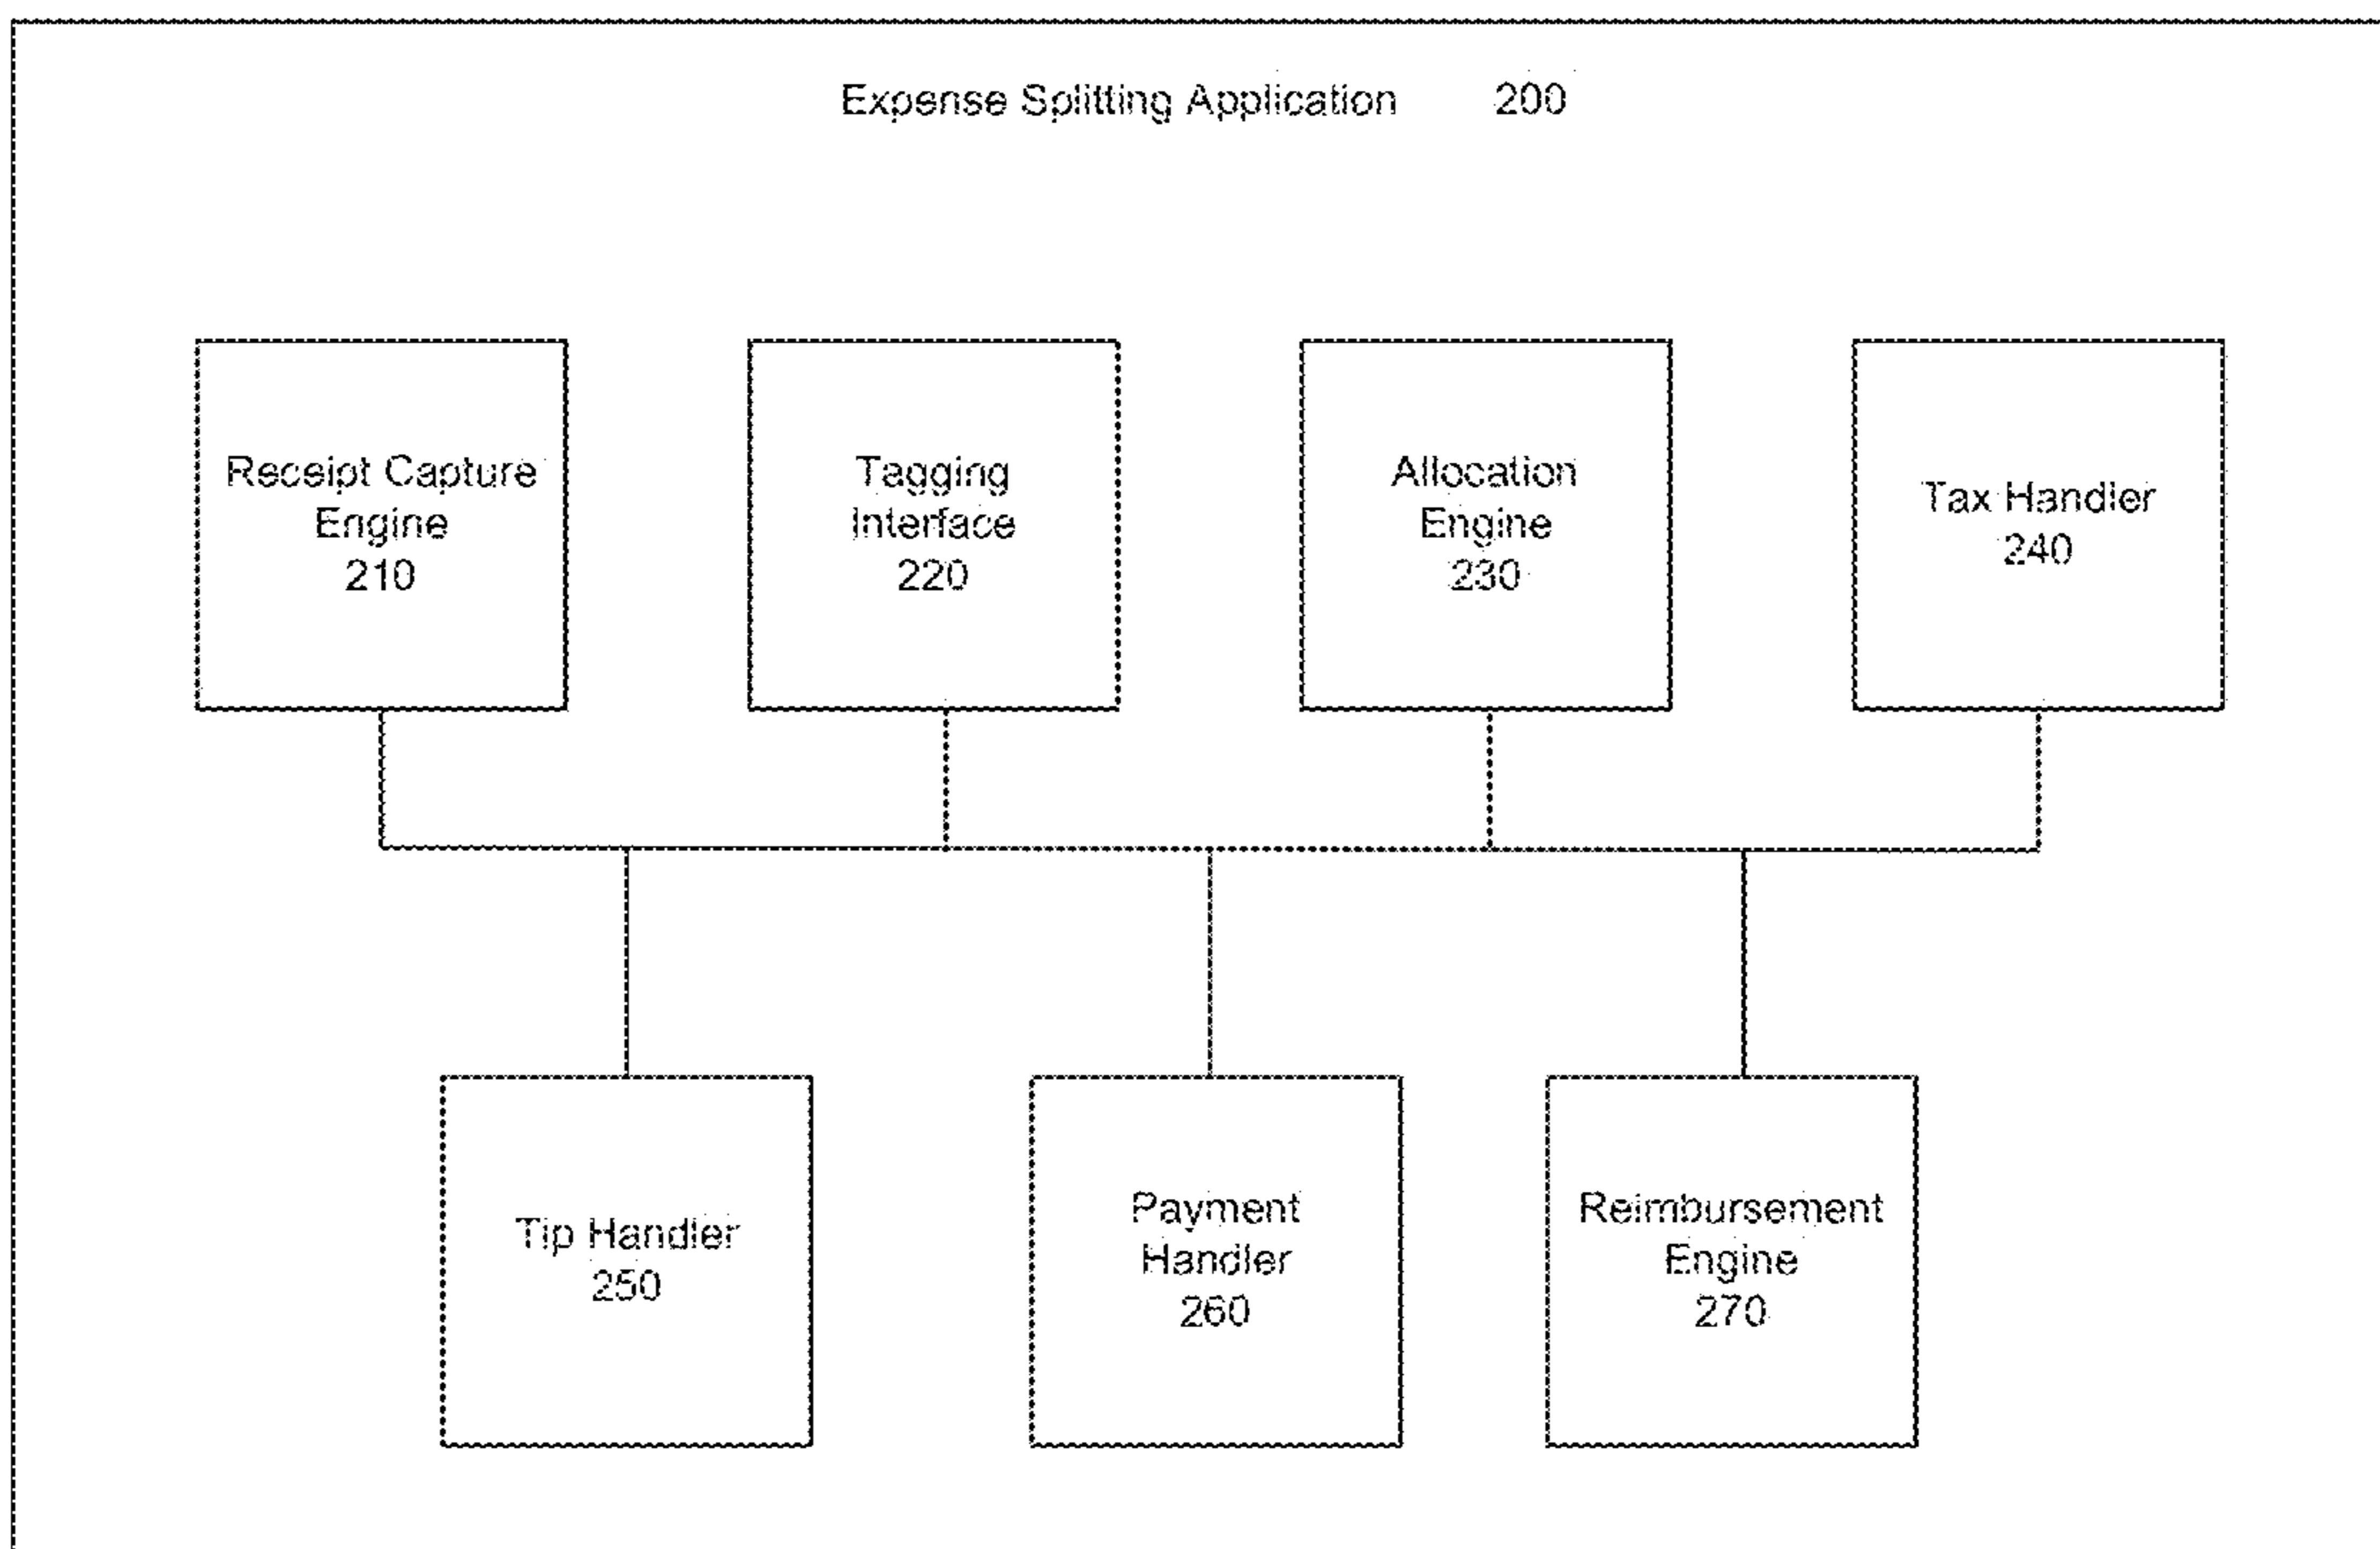 Expense Splitting Application 200
Receipt Capture
Engine
210
Tagging
Interface
220
Allocation
Engine
230
Tax Handler
240
Tip Handler
250
Payment
Handler
260
Reimbursement
Engine
270